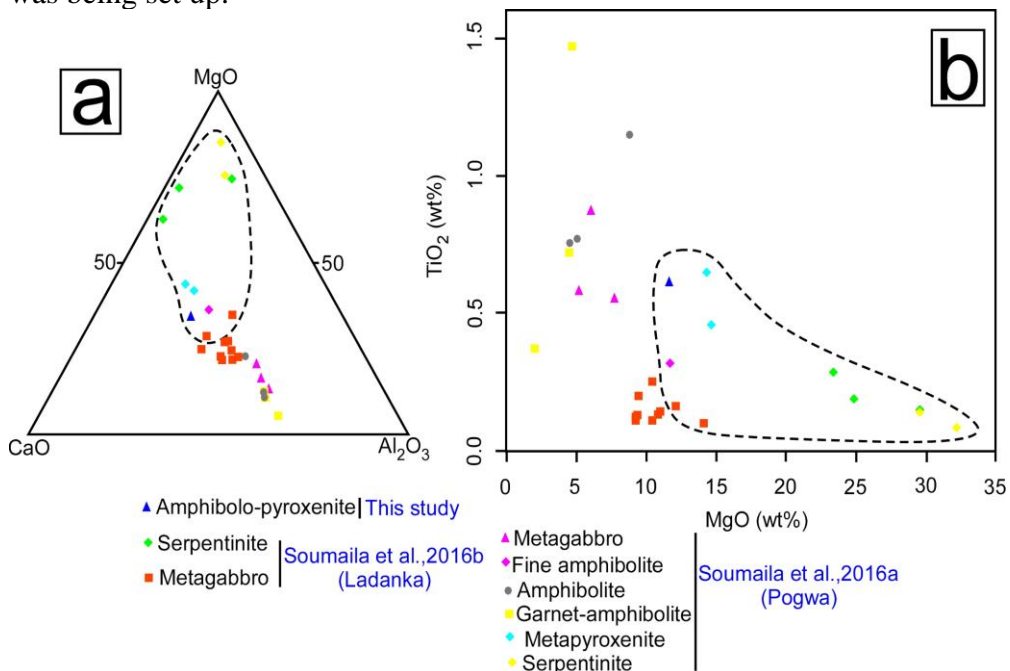 was being set up.
a
MgO
50
50
CaO
Al2O3
b
TiO2 (wt%)
1.5
1.0
0.5
0.0
0 5 10 15 20 25 30 35
MgO (wt%)
Amphibolo-pyroxenite This study
Serpentinite
Metagabbro
Soumaila et al.,2016b
(Ladanka)
Metagabbro
Fine amphibolite
Amphibolite
Garnet-amphibolite
Metapyroxenite
Serpentinite
Soumaila et al.,2016a
(Pogwa)